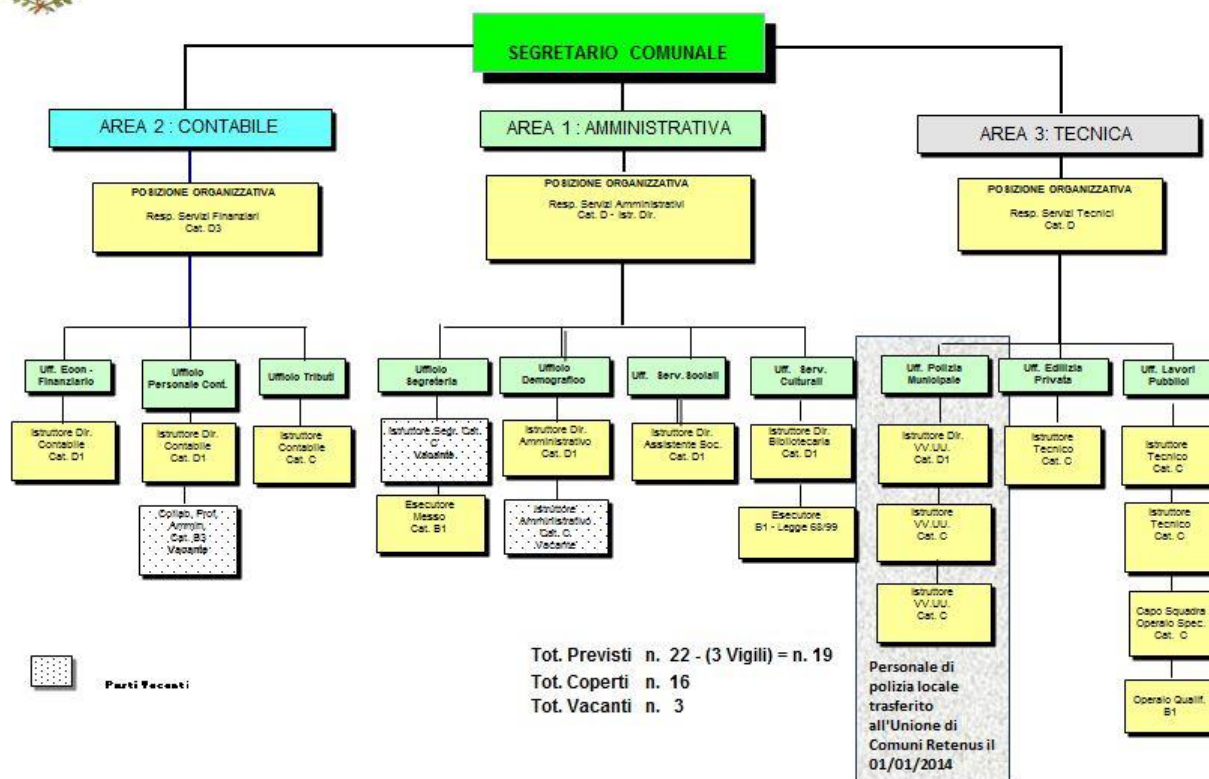 SEGRETARIO COMUNALE
AREA 2 : CONTABILE
POSIZIONE ORGANIZZATIVA
Resp. Servizi Finanziari
Cat. D3
Uff. Econ -
Finanziario
Istruttore Dir.
Contabile
Cat. D1
Ufficio
Personale Cont.
Istruttore Dir.
Contabile
Cat. D1
Collab. Prof.
Ammin.
Cat. B3
Vacante
Ufficio Tributi
Istruttore
Contabile
Cat. C
AREA 1 : AMMINISTRATIVA
POSIZIONE ORGANIZZATIVA
Resp. Servizi Amministrativi
Cat. D - Istr. Dir.
Ufficio
Segreteria
Istruttore Segr. Cat.
C
Vacante
Esecutore
Messo
Cat. B1
Ufficio
Demografico
Istruttore Dir.
Amministrativo
Cat. D1
Istruttore
Amministrativo
Cat. C.
Vacante
Uff. Serv. Sociali
Istruttore Dir.
Assistente Soc.
Cat. D1
Uff. Serv.
Culturali
Istruttore Dir.
Bibliotecaria
Cat. D1
Esecutore
B1 - Legge 68/99
AREA 3: TECNICA
POSIZIONE ORGANIZZATIVA
Resp. Servizi Tecnici
Cat. D
Uff. Polizia
Municipale
Istruttore Dir.
VV.UU.
Cat. D1
Istruttore
VV.UU.
Cat. C
Istruttore
VV.UU.
Cat. C
Personale di
polizia locale
trasferito
all'Unione di
Comuni Retenus il
01/01/2014
Uff. Edilizia
Privata
Istruttore
Tecnico
Cat. C
Uff. Lavori
Pubblici
Istruttore
Tecnico
Cat. C
Istruttore
Tecnico
Cat. C
Capo Squadra
Operaio Spec.
Cat. C
Operaio Qualif.
B1
Tot. Previsti n. 22 - (3 Vigili) = n. 19
Tot. Coperti n. 16
Tot. Vacanti n. 3
Posti Vacanti